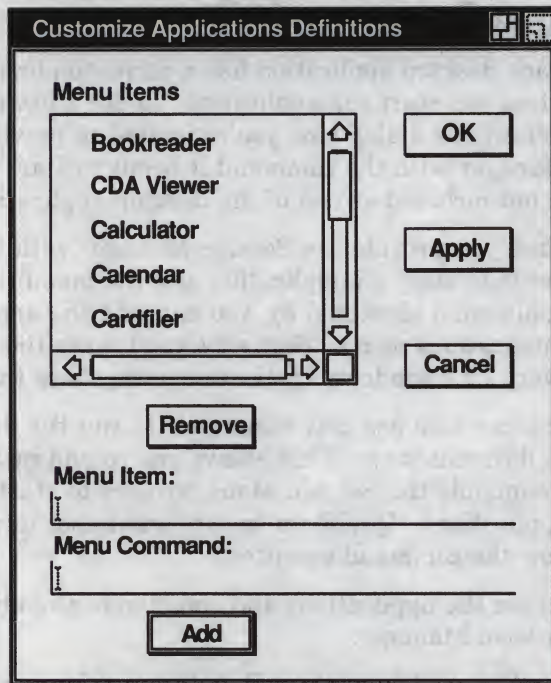 Customize Applications Definitions
Menu Items
Bookreader
CDA Viewer
Calculator
Calendar
Cardfiler
OK
Apply
Cancel
Remove
Menu Item:
Menu Command:
Add